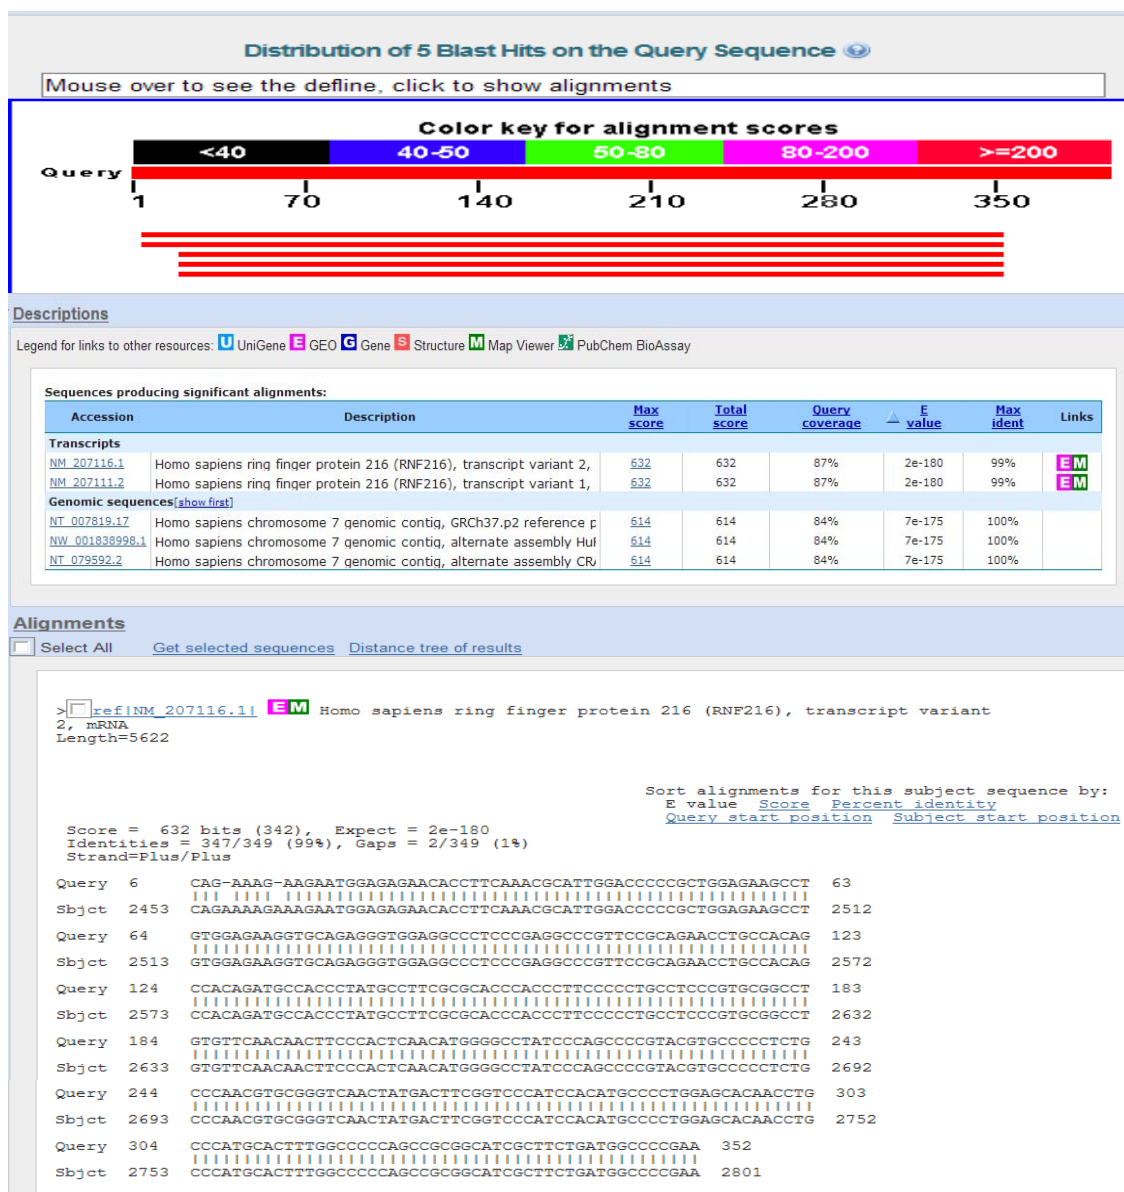 Distribution of 5 Blast Hits on the Query Sequence ?
Mouse over to see the defline, click to show alignments
Color key for alignment scores
<40 40-50 50-80 80-200 >=200
Query
1 70 140 210 280 350
Descriptions
Legend for links to other resources: U UniGene E GEO G Gene S Structure M Map Viewer PubChem BioAssay
Sequences producing significant alignments:
Accession Description Max score Total score Query coverage E value Max ident Links
Transcripts
NM_207116.1 Homo sapiens ring finger protein 216 (RNF216), transcript variant 2, 632 632 87% 2e-180 99% E M
NM_207111.2 Homo sapiens ring finger protein 216 (RNF216), transcript variant 1, 632 632 87% 2e-180 99% E M
Genomic sequences[show first]
NT_007819.17 Homo sapiens chromosome 7 genomic contig, GRCh37.p2 reference p 614 614 84% 7e-175 100%
NW_001838998.1 Homo sapiens chromosome 7 genomic contig, alternate assembly HuR 614 614 84% 7e-175 100%
NT_079592.2 Homo sapiens chromosome 7 genomic contig, alternate assembly CRA 614 614 84% 7e-175 100%
Alignments
Select All Get selected sequences Distance tree of results
>ref|NM_207116.1| E M Homo sapiens ring finger protein 216 (RNF216), transcript variant
2, mRNA
Length=5622
Sort alignments for this subject sequence by:
E value Score Percent identity
Query start position Subject start position
Score = 632 bits (342), Expect = 2e-180
Identities = 347/349 (99%), Gaps = 2/349 (1%)
Strand=Plus/Plus
Query 6 CAG-AAAG-AAGAATGGAGAGAACACCTTCAAACGCATTGGACCCCCGCTGGAGAAGCCT 63
Sbjct 2453 CAGAAAAGAAAGAATGGAGAGAACACCTTCAAACGCATTGGACCCCCGCTGGAGAAGCCT 2512
Query 64 GTGGAGAAGGTGCAGAGGGTGGAGGCCCTCCCGAGGCCCGTTCCGCAGAACCTGCCACAG 123
Sbjct 2513 GTGGAGAAGGTGCAGAGGGTGGAGGCCCTCCCGAGGCCCGTTCCGCAGAACCTGCCACAG 2572
Query 124 CCACAGATGCCACCCTATGCCTTCGCGCACCCACCCTTCCCCCTGCCTCCCGTGCGGCCT 183
Sbjct 2573 CCACAGATGCCACCCTATGCCTTCGCGCACCCACCCTTCCCCCTGCCTCCCGTGCGGCCT 2632
Query 184 GTGTTCAACAACTTCCCACTCAACATGGGGCCTATCCCAGCCCCGTACGTGCCCCCTCTG 243
Sbjct 2633 GTGTTCAACAACTTCCCACTCAACATGGGGCCTATCCCAGCCCCGTACGTGCCCCCTCTG 2692
Query 244 CCCAACGTGCGGGTCAACTATGACTTCGGTCCCATCCACATGCCCCTGGAGCACAACCTG 303
Sbjct 2693 CCCAACGTGCGGGTCAACTATGACTTCGGTCCCATCCACATGCCCCTGGAGCACAACCTG 2752
Query 304 CCCATGCACTTTGGCCCCCAGCCGCGGCATCGCTTCTGATGGCCCCGAA 352
Sbjct 2753 CCCATGCACTTTGGCCCCCAGCCGCGGCATCGCTTCTGATGGCCCCGAA 2801